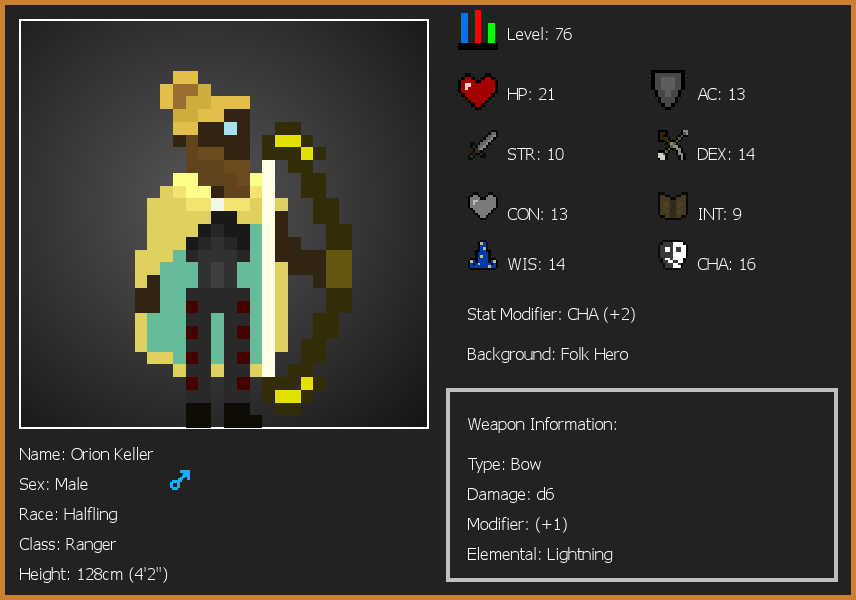 Level: 76
HP: 21
AC: 13
STR: 10
DEX: 14
CON: 13
INT: 9
WIS: 14
CHA: 16
Stat Modifier: CHA (+2)
Background: Folk Hero
Weapon Information:
Type: Bow
Damage: d6
Modifier: (+1)
Elemental: Lightning
Name: Orion Keller
Sex: Male
Race: Halfling
Class: Ranger
Height: 128cm (4'2")